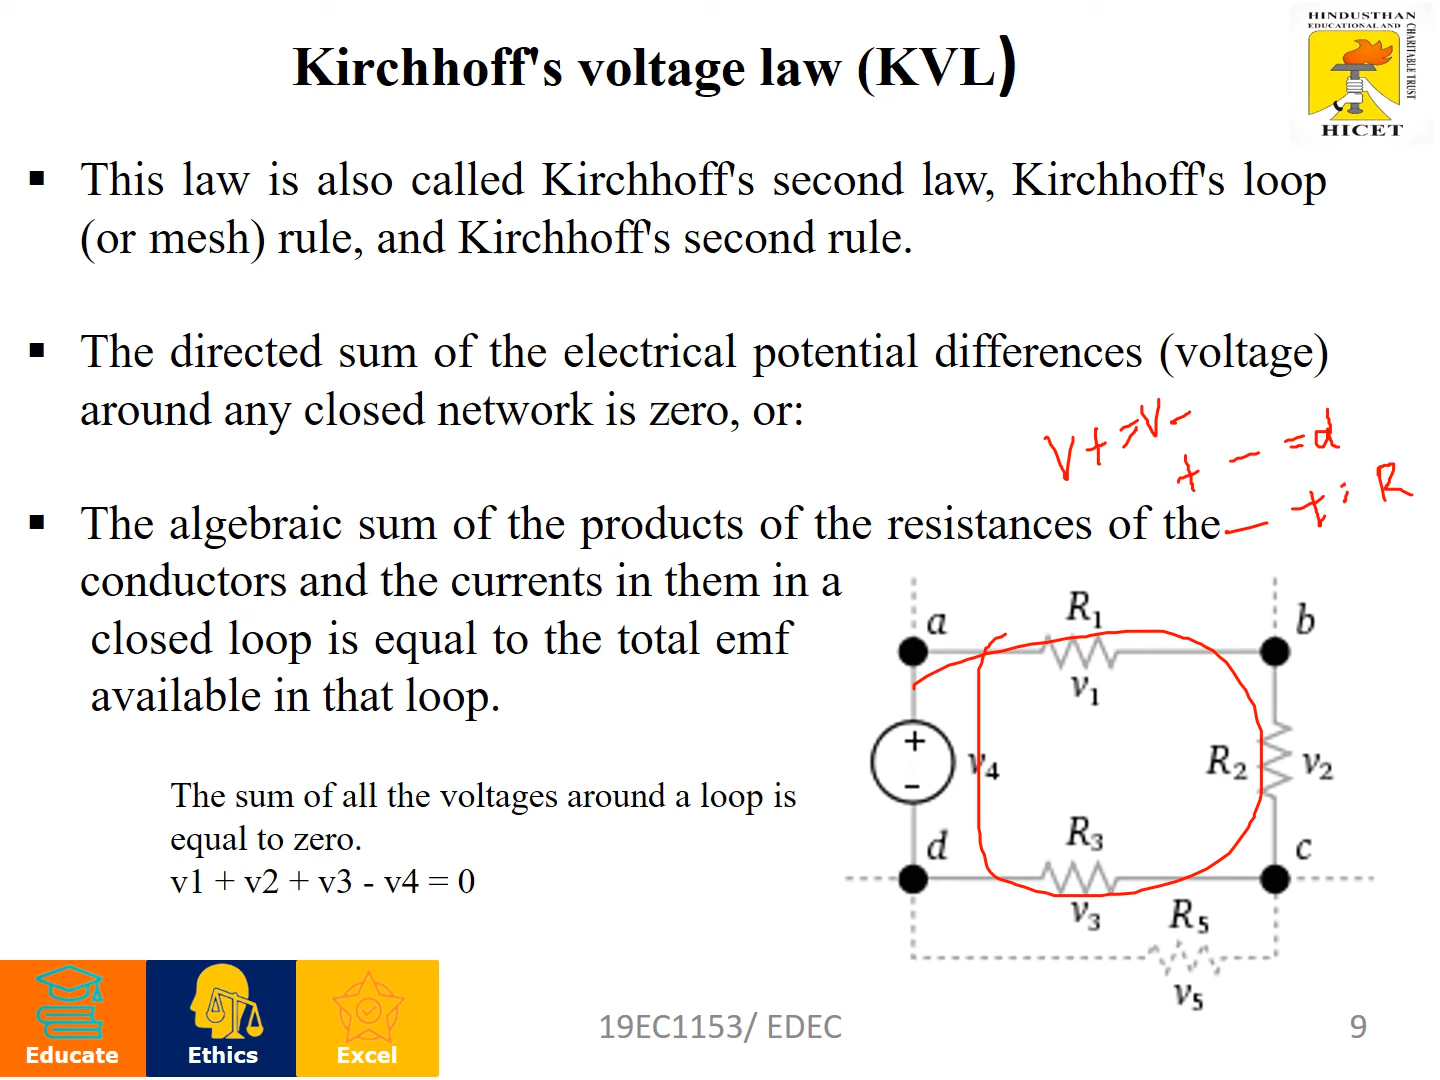 Kirchhoff's voltage law (KVL)
HINDUSTHAN
EDUCATIONAL AND
CHARITABLE TRUST
HICET
▪ This law is also called Kirchhoff's second law, Kirchhoff's loop
(or mesh) rule, and Kirchhoff's second rule.
▪ The directed sum of the electrical potential differences (voltage)
around any closed network is zero, or:
V+ = V-
+ - = d
- + : R
▪ The algebraic sum of the products of the resistances of the
conductors and the currents in them in a
closed loop is equal to the total emf
available in that loop.
The sum of all the voltages around a loop is
equal to zero.
v1 + v2 + v3 - v4 = 0
a R₁ b
v₁
+
- v₄ R₂ v₂
d R₃ c
v₃ R₅
v₅
Educate Ethics Excel
19EC1153/ EDEC 9